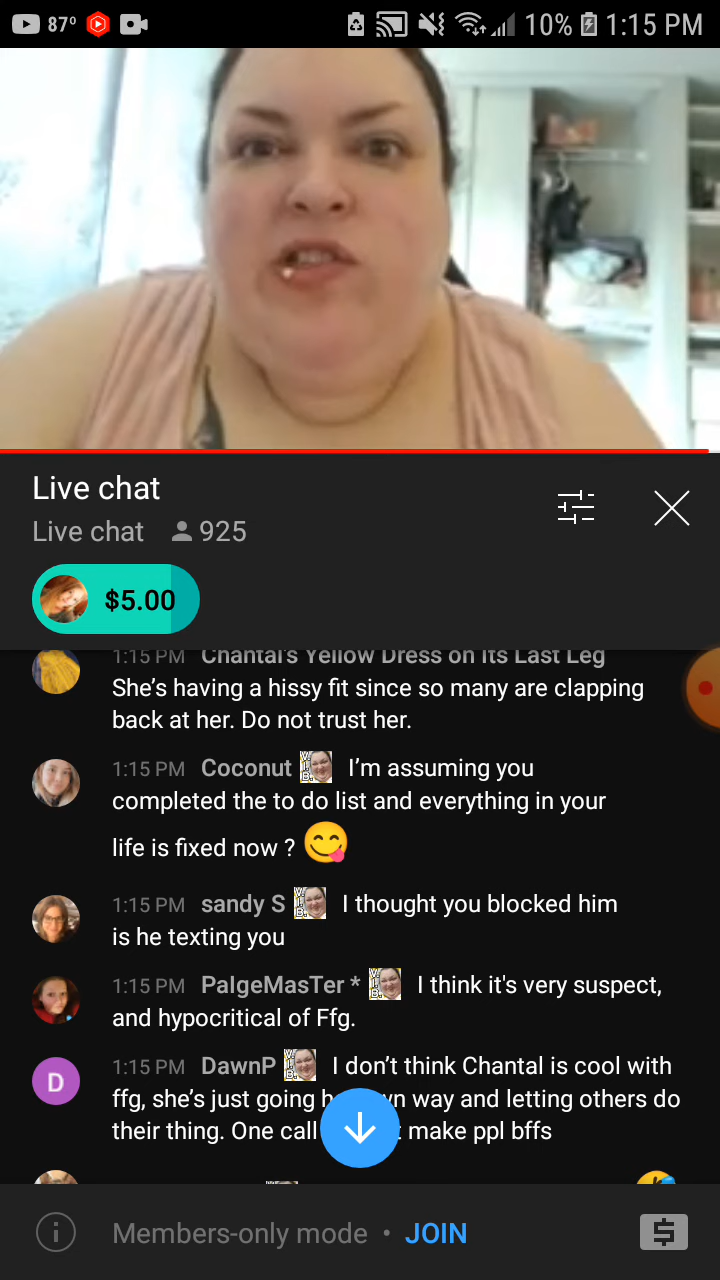 87° 10% 1:15 PM
Live chat
Live chat 925
$5.00
1:15 PM Chantal's Yellow Dress on Its Last Leg
She's having a hissy fit since so many are clapping
back at her. Do not trust her.
1:15 PM Coconut I'm assuming you
completed the to do list and everything in your
life is fixed now ?
1:15 PM sandy S I thought you blocked him
is he texting you
1:15 PM PalgeMasTer * I think it's very suspect,
and hypocritical of Ffg.
D
1:15 PM DawnP I don't think Chantal is cool with
ffg, she's just going way and letting others do
their thing. One call make ppl bffs
Members-only mode • JOIN